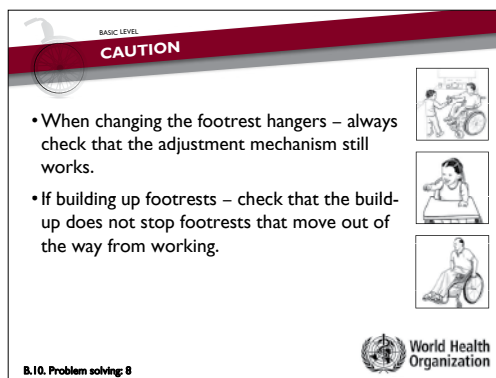 BASIC LEVEL
CAUTION
• When changing the footrest hangers – always
check that the adjustment mechanism still
works.
• If building up footrests – check that the build-
up does not stop footrests that move out of
the way from working.
World Health
Organization
B.10. Problem solving: 8